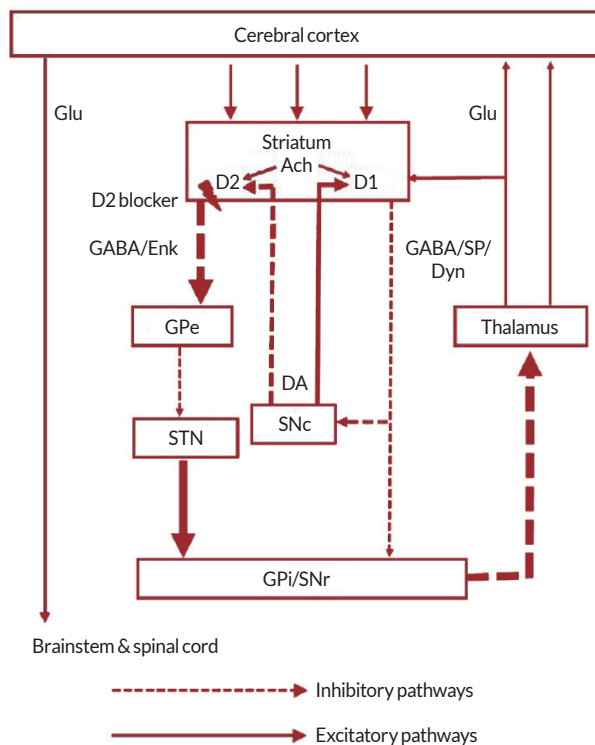 Cerebral cortex
Glu
Glu
Striatum
Ach
D2
D1
D2 blocker
GABA/Enk
GABA/SP/
Dyn
GPe
Thalamus
DA
STN
SNc
GPi/SNr
Brainstem & spinal cord
Inhibitory pathways
Excitatory pathways